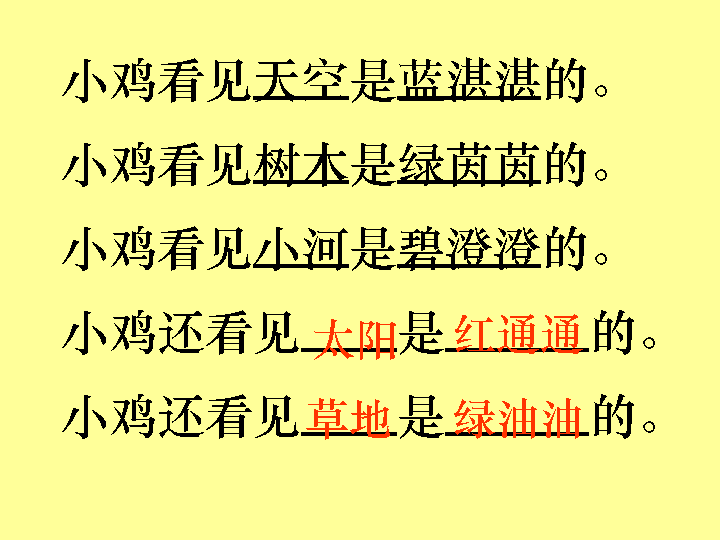 小鸡看见天空是蓝湛湛的。
小鸡看见树木是绿茵茵的。
小鸡看见小河是碧澄澄的。
小鸡还看见太阳是红通通的。
小鸡还看见草地是绿油油的。